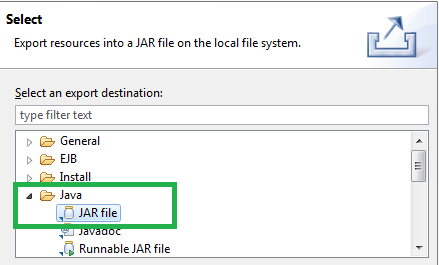 Select
Export resources into a JAR file on the local file system.
Select an export destination:
type filter text
General
EJB
Install
Java
JAR file
Javadoc
Runnable JAR file